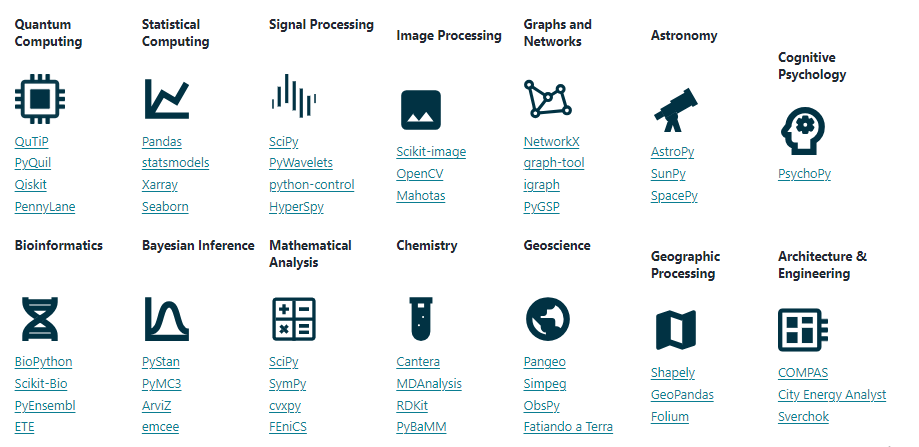 Quantum
Computing
QuTiP
PyQuil
Qiskit
PennyLane
Statistical
Computing
Pandas
statsmodels
Xarray
Seaborn
Signal Processing
SciPy
PyWavelets
python-control
HyperSpy
Image Processing
Scikit-image
OpenCV
Mahotas
Graphs and
Networks
NetworkX
graph-tool
igraph
PyGSP
Astronomy
AstroPy
SunPy
SpacePy
Cognitive
Psychology
PsychoPy
Bioinformatics
BioPython
Scikit-Bio
PyEnsembl
ETE
Bayesian Inference
PyStan
PyMC3
ArviZ
emcee
Mathematical
Analysis
SciPy
SymPy
cvxpy
FEniCS
Chemistry
Cantera
MDAnalysis
RDKit
PyBaMM
Geoscience
Pangeo
Simpeg
ObsPy
Fatiando a Terra
Geographic
Processing
Shapely
GeoPandas
Folium
Architecture &
Engineering
COMPAS
City Energy Analyst
Sverchok